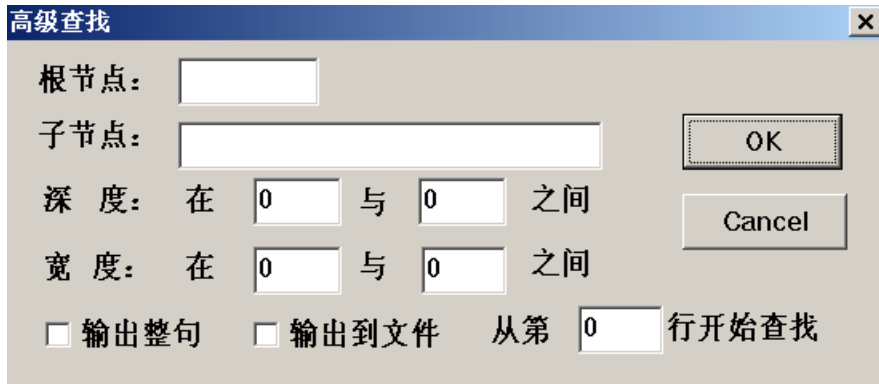 高级查找
根节点：
子节点：
OK
深 度： 在 0 与 0 之间
Cancel
宽 度： 在 0 与 0 之间
输出整句 输出到文件 从第 0 行开始查找